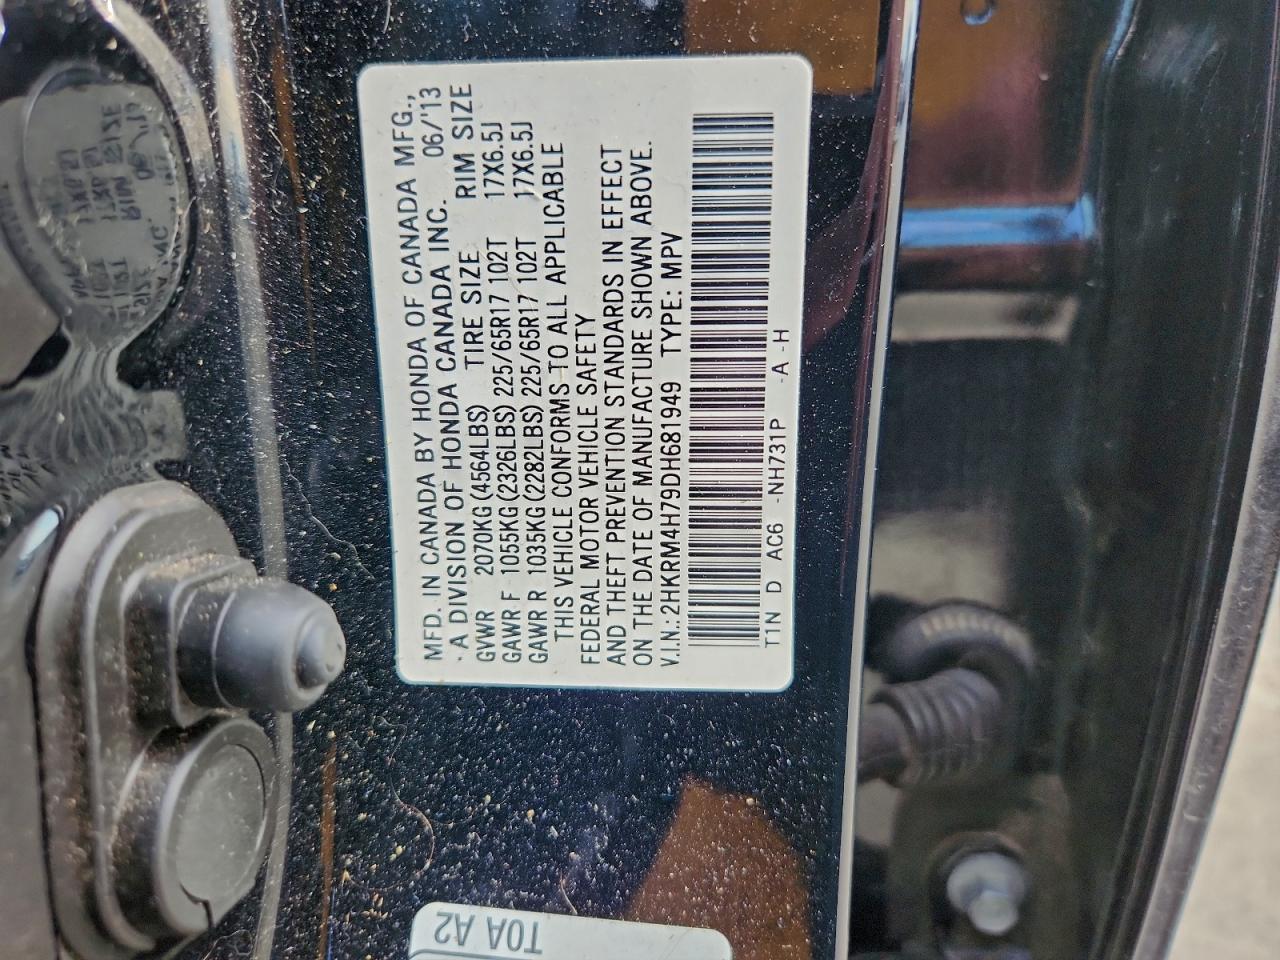 MFD. IN CANADA BY HONDA OF CANADA MFG.,
A DIVISION OF HONDA CANADA INC. 06/'13
GVWR 2070KG(4564LBS) TIRE SIZE RIM SIZE
GAWR F 1055KG(2326LBS) 225/65R17 102T 17X6.5J
GAWR R 1035KG(2282LBS) 225/65R17 102T 17X6.5J
THIS VEHICLE CONFORMS TO ALL APPLICABLE
FEDERAL MOTOR VEHICLE SAFETY
AND THEFT PREVENTION STANDARDS IN EFFECT
ON THE DATE OF MANUFACTURE SHOWN ABOVE.
V.I.N.: 2HKRM4H79DH681949 TYPE: MPV
T1N D AC6 -NH731P -A -H
T0A A2